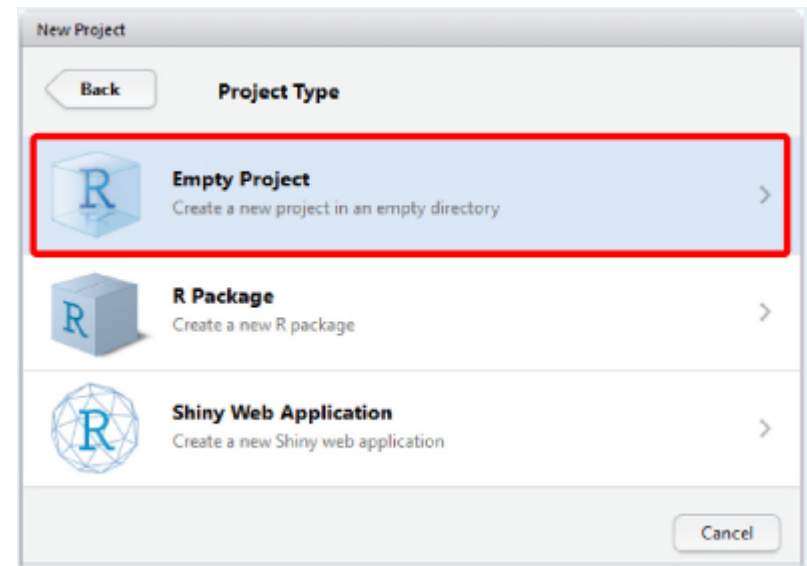 New Project
Back
Project Type
R
Empty Project
Create a new project in an empty directory
R
R Package
Create a new R package
R
Shiny Web Application
Create a new Shiny web application
Cancel